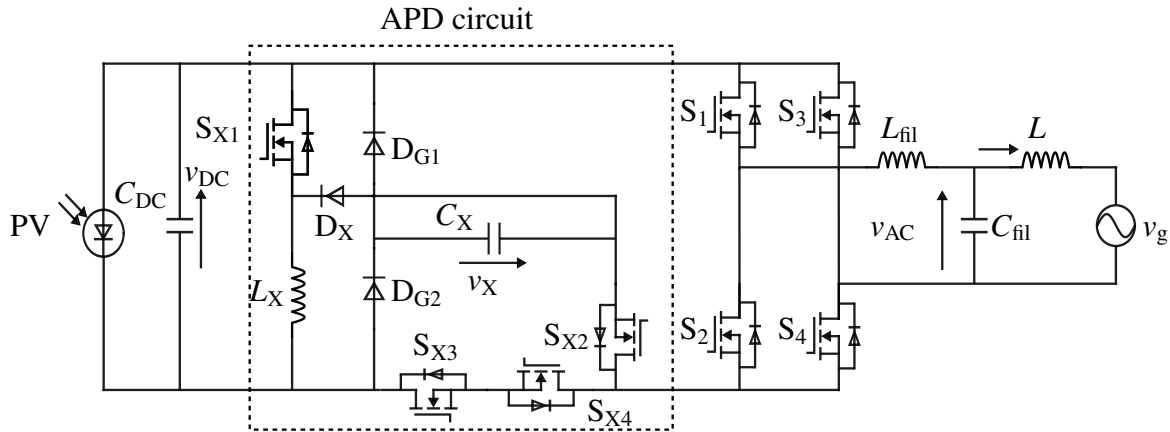 APD circuit
S_X1
S_1
S_3
L_fil
L
D_G1
C_DC
v_DC
D_X
C_X
PV
v_AC
C_fil
v_g
v_X
L_X
D_G2
S_X2
S_2
S_4
S_X3
S_X4